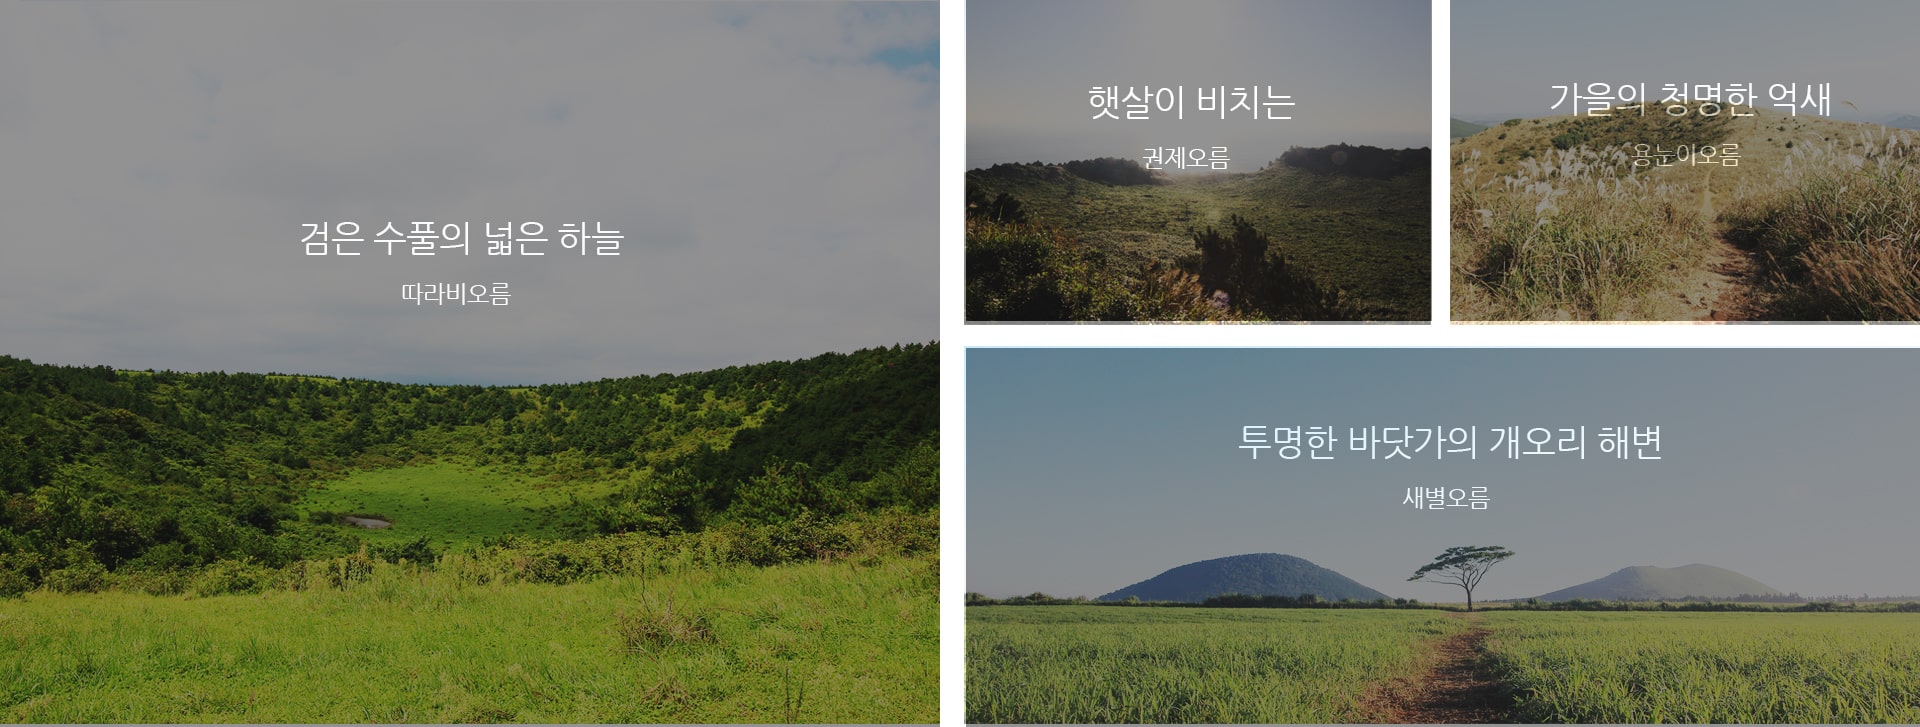 검은 수풀의 넓은 하늘
따라비오름
햇살이 비치는
권제오름
가을의 청명한 억새
용눈이오름
투명한 바닷가의 개오리 해변
새별오름